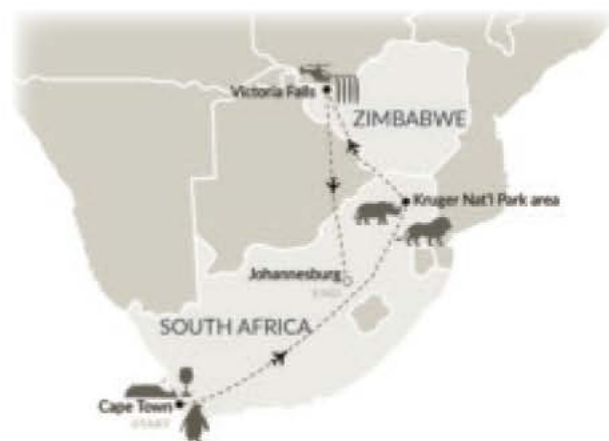 Victoria Falls
ZIMBABWE
Kruger Nat'l Park area
Johannesburg
END
SOUTH AFRICA
Cape Town
START